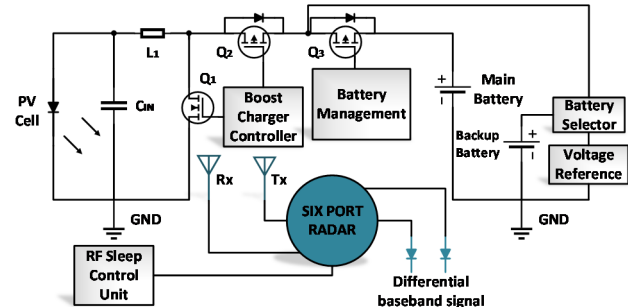 L1
Q2
Q3
Q1
PV
Cell
CIN
Boost
Charger
Controller
Battery
Management
Main
Battery
Backup
Battery
Battery
Selector
Voltage
Reference
GND
GND
Rx
Tx
SIX PORT
RADAR
RF Sleep
Control
Unit
Differential
baseband signal